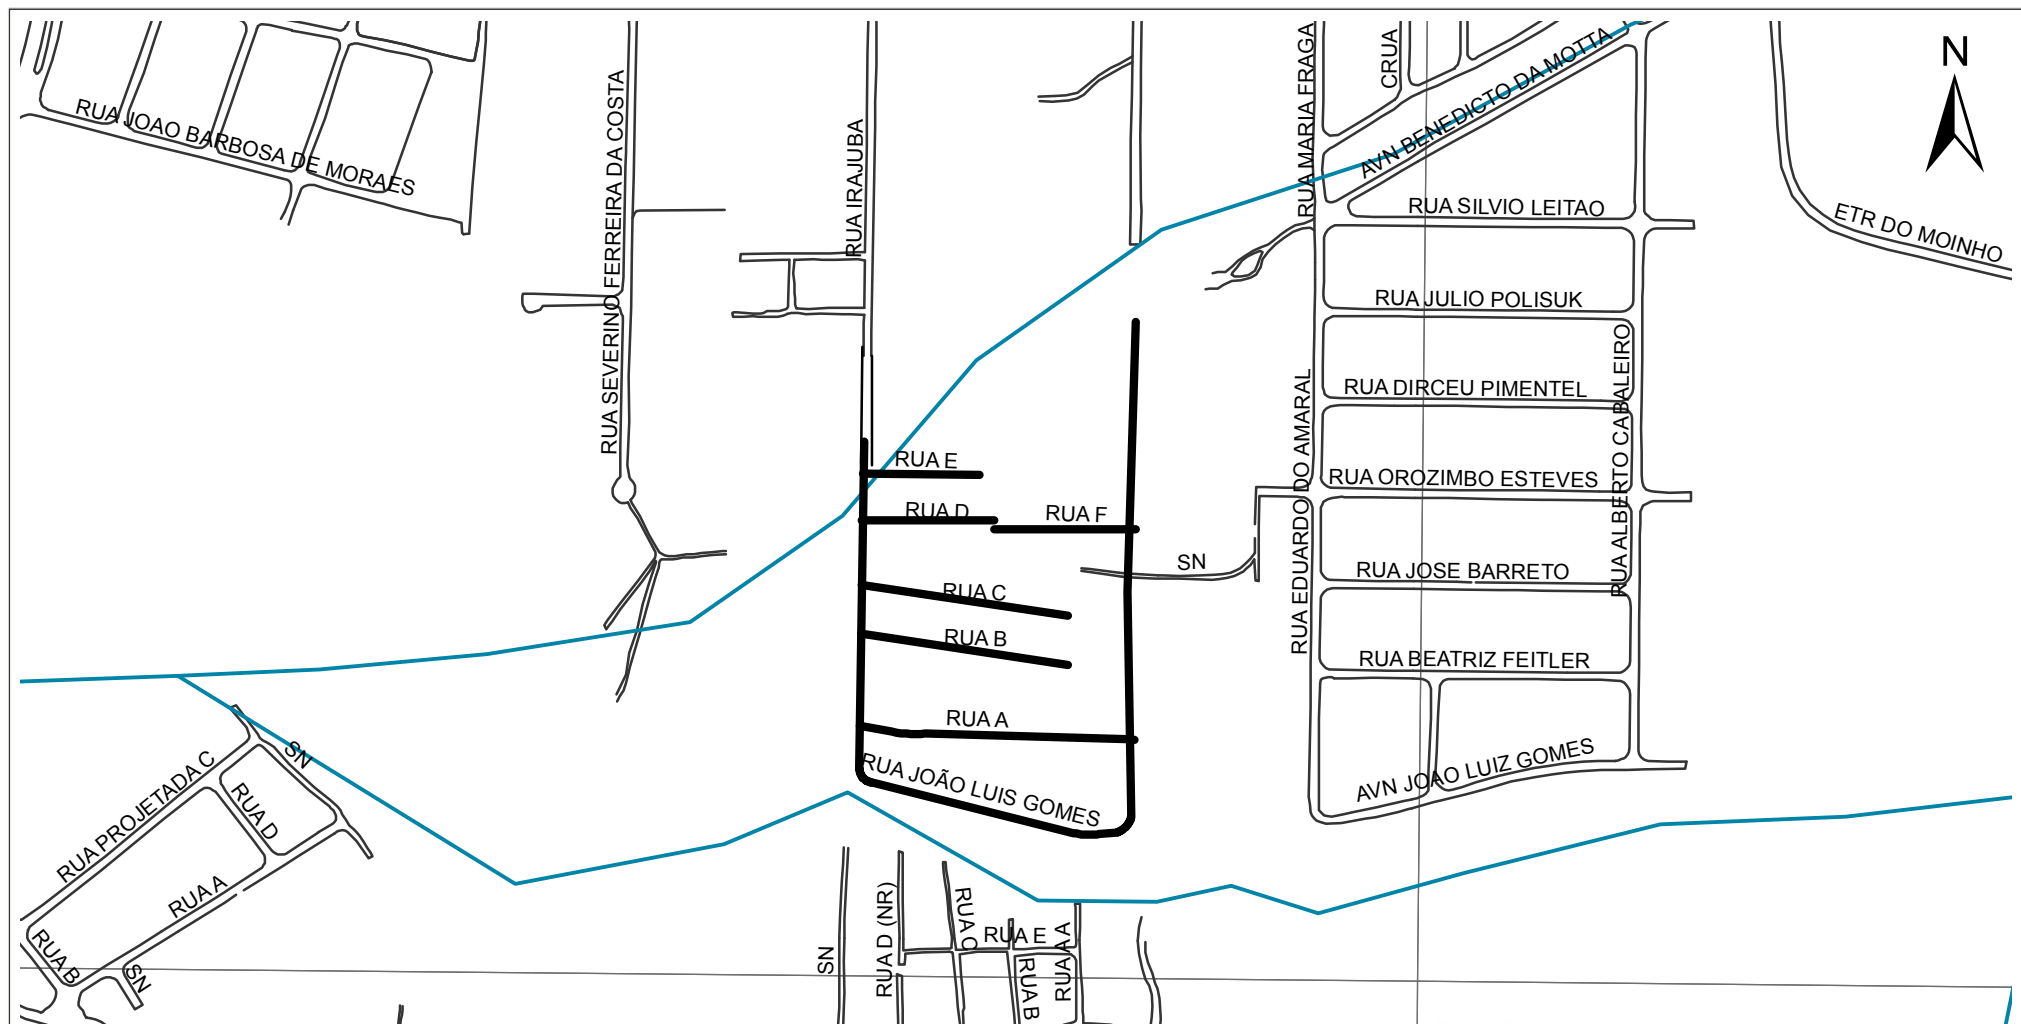 N
CRUA
RUA MARIA FRAGA
AVN BENEDICTO DA MOTTA
RUA JOAO BARBOSA DE MORAES
RUA SEVERINO FERREIRA DA COSTA
RUA IRAJUBA
RUA SILVIO LEITAO
ETR DO MOINHO
RUA JULIO POLISUK
RUA DIRCEU PIMENTEL
RUA ALBERTO CABALEIRO
RUA EDUARDO DO AMARAL
RUA E
RUA OROZIMBO ESTEVES
RUA D
RUA F
SN
RUA JOSE BARRETO
RUA C
RUA B
RUA BEATRIZ FEITLER
RUA A
RUA JOÃO LUIS GOMES
AVN JOAO LUIZ GOMES
SN
RUA PROJETADA C
RUA D
RUA A
RUA B
SN
SN
RUA D (NR)
RUA C
RUA E
RUA A A
RUA B